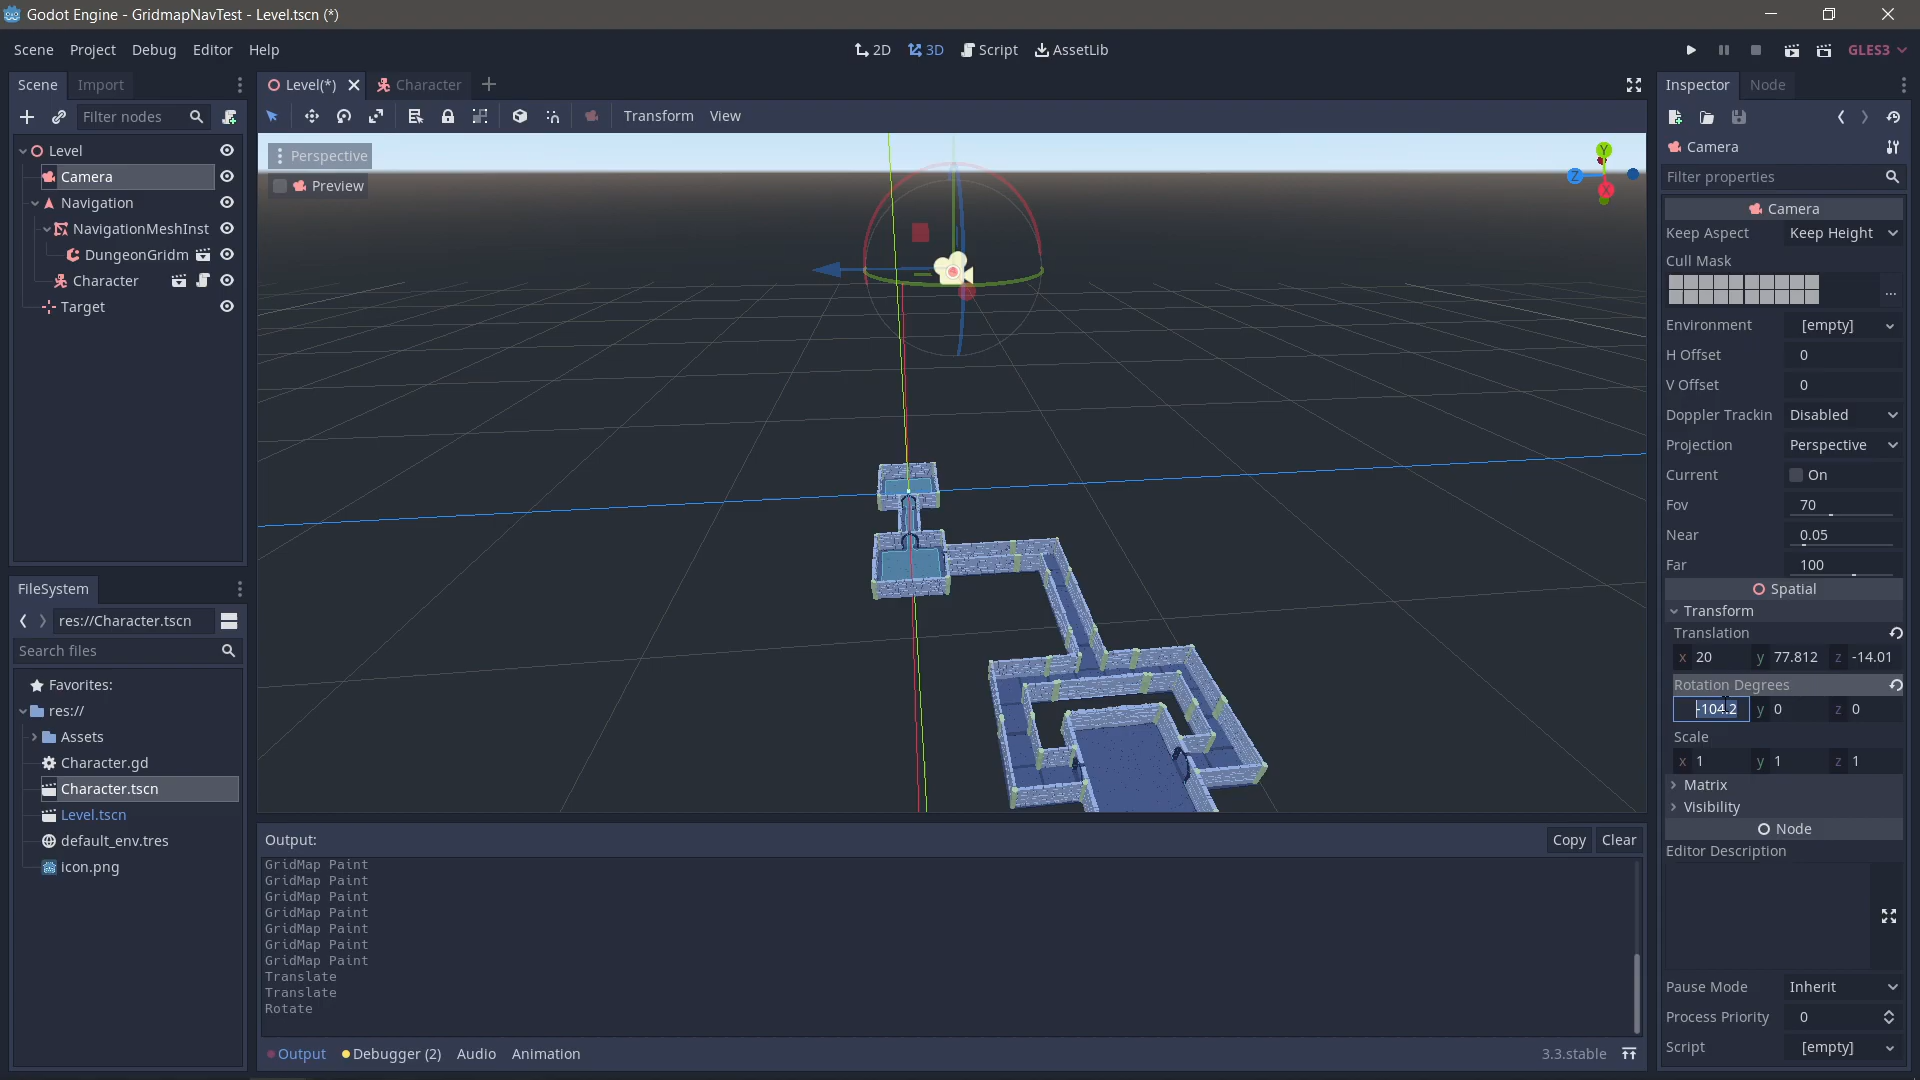 Godot Engine - GridmapNavTest - Level.tscn (*)
Scene Project Debug Editor Help
2D 3D Script AssetLib
GLES3
Scene Import
Filter nodes
Level
Camera
Navigation
NavigationMeshInst
DungeonGridm
Character
Target
FileSystem
res://Character.tscn
Search files
Favorites:
res://
Assets
Character.gd
Character.tscn
Level.tscn
default_env.tres
icon.png
Level(*) Character
Transform View
Perspective
Preview
Y
Z
X
Output:
Copy Clear
GridMap Paint
GridMap Paint
GridMap Paint
GridMap Paint
GridMap Paint
GridMap Paint
GridMap Paint
Translate
Translate
Rotate
Output Debugger (2) Audio Animation
3.3.stable
Inspector Node
Camera
Filter properties
Camera
Keep Aspect Keep Height
Cull Mask
...
Environment [empty]
H Offset 0
V Offset 0
Doppler Trackin Disabled
Projection Perspective
Current On
Fov 70
Near 0.05
Far 100
Spatial
Transform
Translation
x 20 y 77.812 z -14.01
Rotation Degrees
-104.2 y 0 z 0
Scale
x 1 y 1 z 1
Matrix
Visibility
Node
Editor Description
Pause Mode Inherit
Process Priority 0
Script [empty]